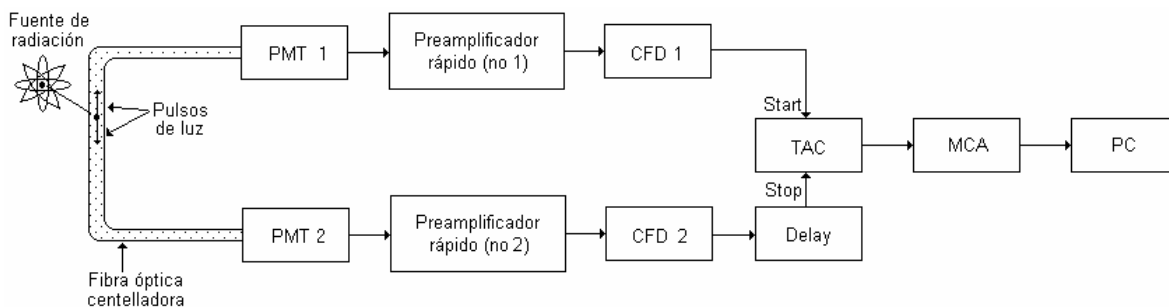 Fuente de
radiación
PMT 1
Preamplificador
rápido (no 1)
CFD 1
Pulsos
de luz
Start
TAC
MCA
PC
Stop
PMT 2
Preamplificador
rápido (no 2)
CFD 2
Delay
Fibra óptica
centelladora